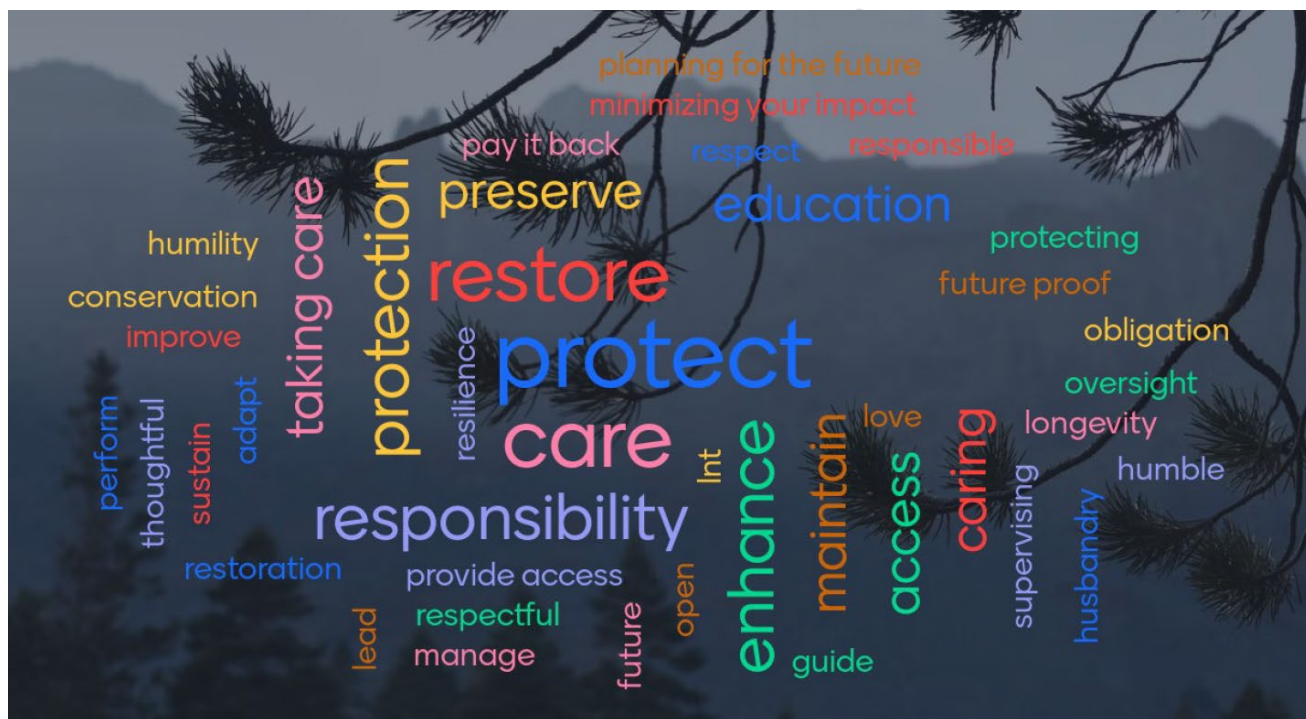 planning for the future
minimizing your impact
pay it back
respect
responsible
preserve
education
taking care
protection
humility
protecting
restore
future proof
conservation
improve
resilience
protect
obligation
oversight
perform
thoughtful
sustain
adapt
care
Int
enhance
maintain
love
access
caring
longevity
humble
supervising
husbandry
responsibility
restoration
provide access
open
lead
respectful
future
manage
guide